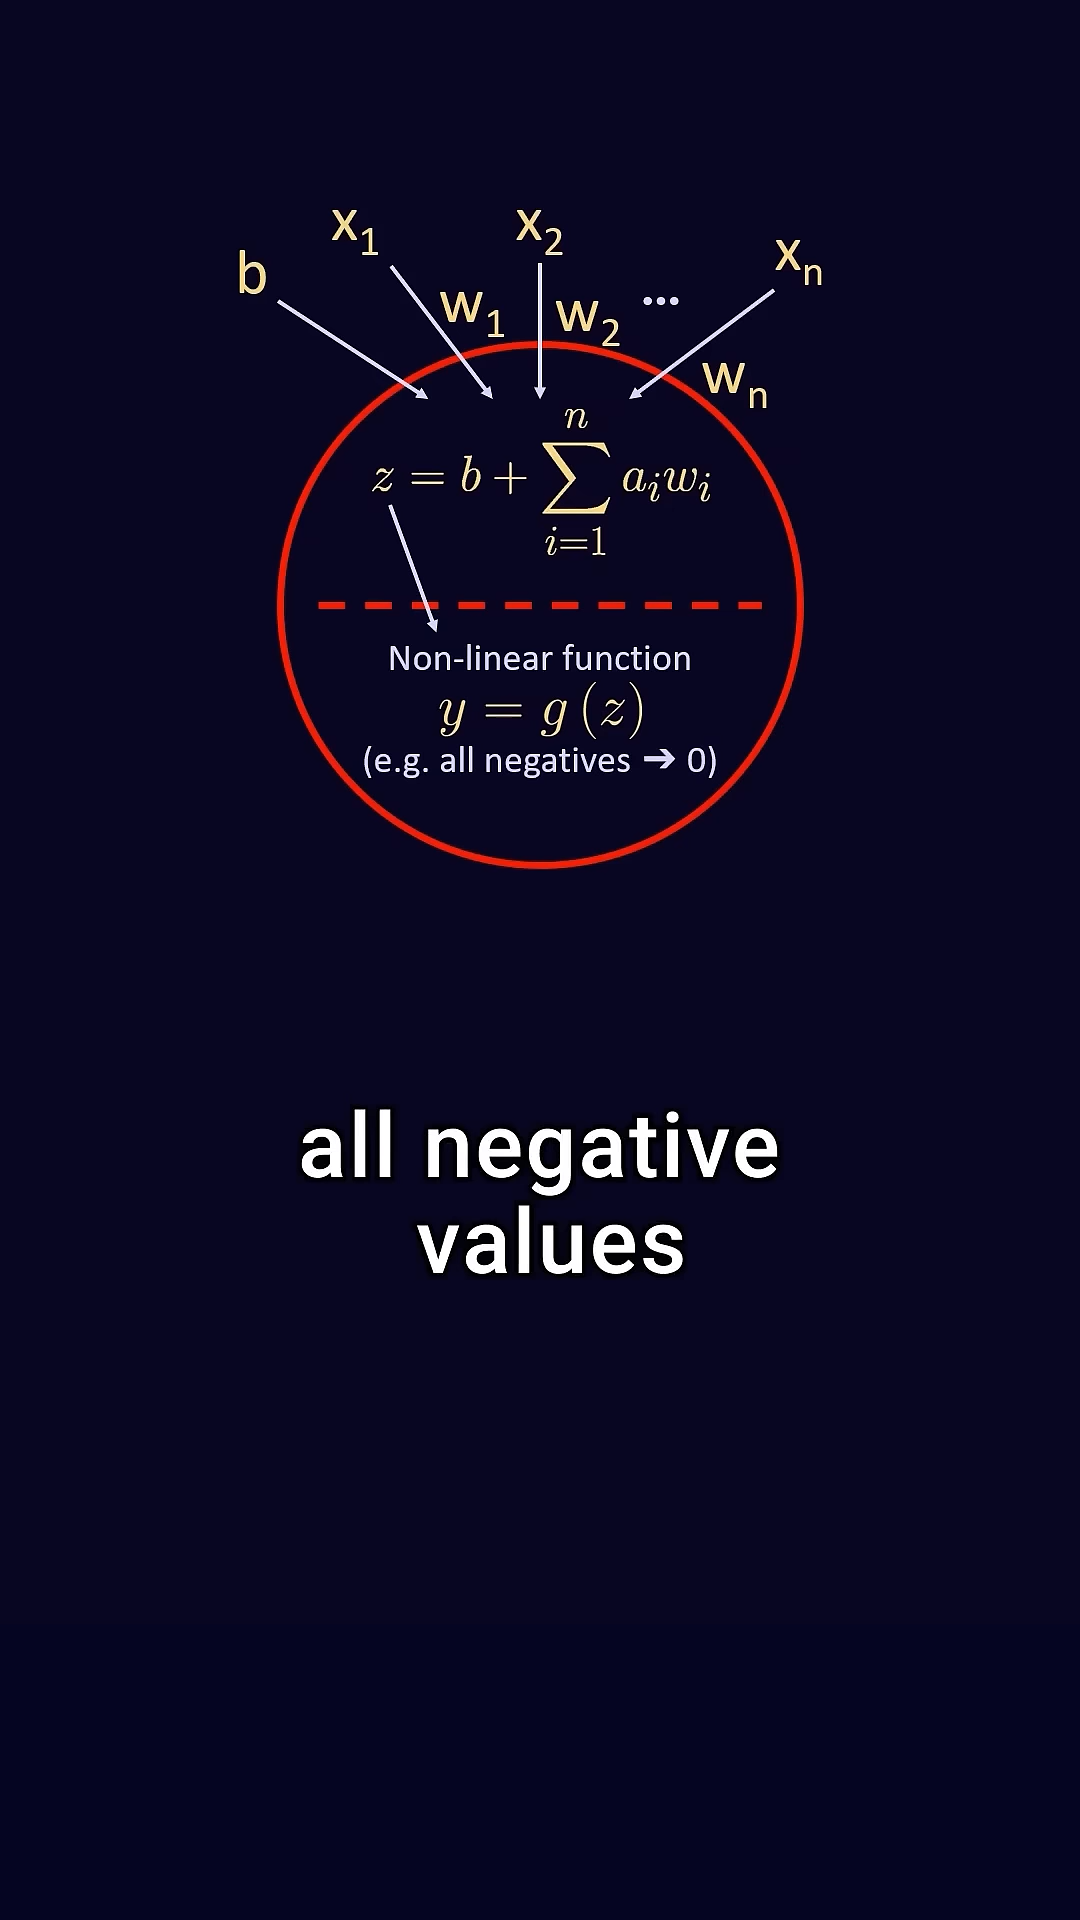 x₁ x₂ xₙ
b
w₁ w₂ ... wₙ
n
z = b + ∑ aᵢwᵢ
i=1
Non-linear function
y = g (z)
(e.g. all negatives ➔ 0)
all negative
values